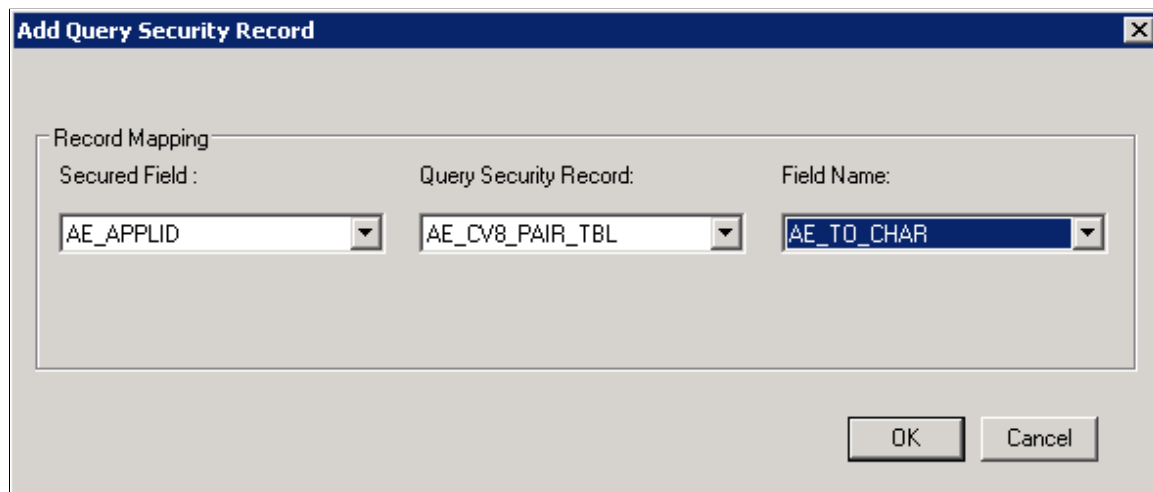 Add Query Security Record
Record Mapping
Secured Field : Query Security Record: Field Name:
AE_APPLID AE_CV8_PAIR_TBL AE_TO_CHAR
OK Cancel